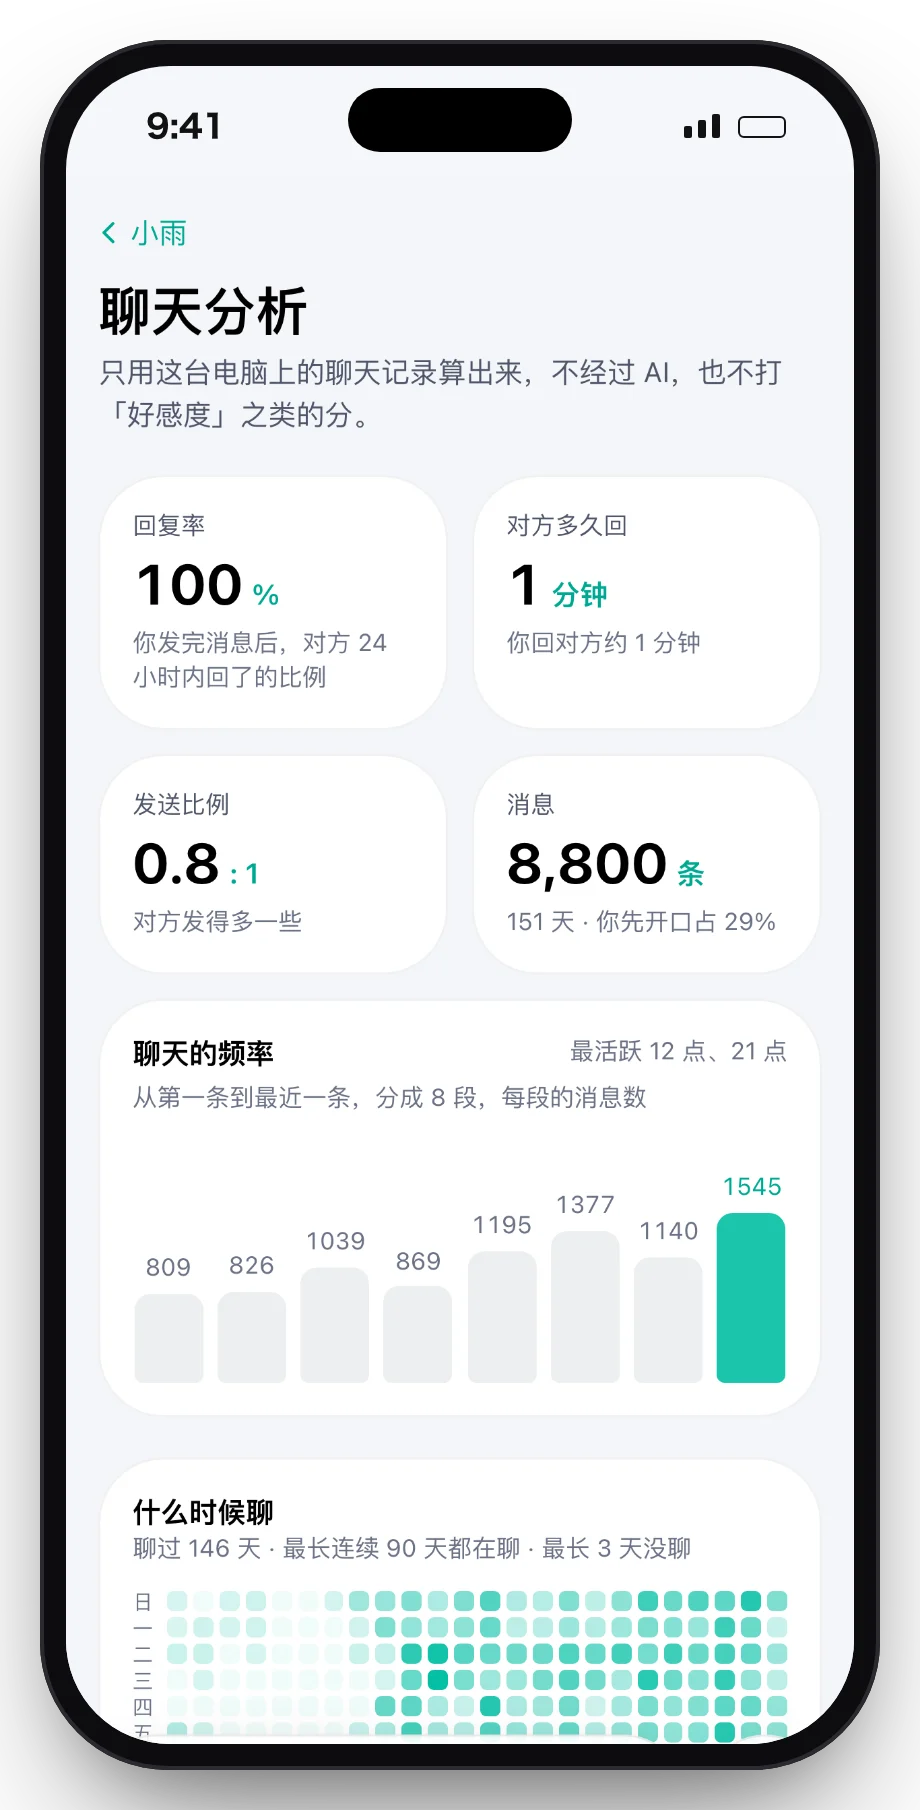 9:41
小雨
聊天分析
只用这台电脑上的聊天记录算出来，不经过 AI，也不打
「好感度」之类的分。
回复率
100 %
你发完消息后，对方 24
小时内回了的比例
对方多久回
1 分钟
你回对方约 1 分钟
发送比例
0.8 : 1
对方发得多一些
消息
8,800 条
151 天 · 你先开口占 29%
聊天的频率
最活跃 12 点、21 点
从第一条到最近一条，分成 8 段，每段的消息数
809
826
1039
869
1195
1377
1140
1545
什么时候聊
聊过 146 天 · 最长连续 90 天都在聊 · 最长 3 天没聊
日
一
二
三
四
五